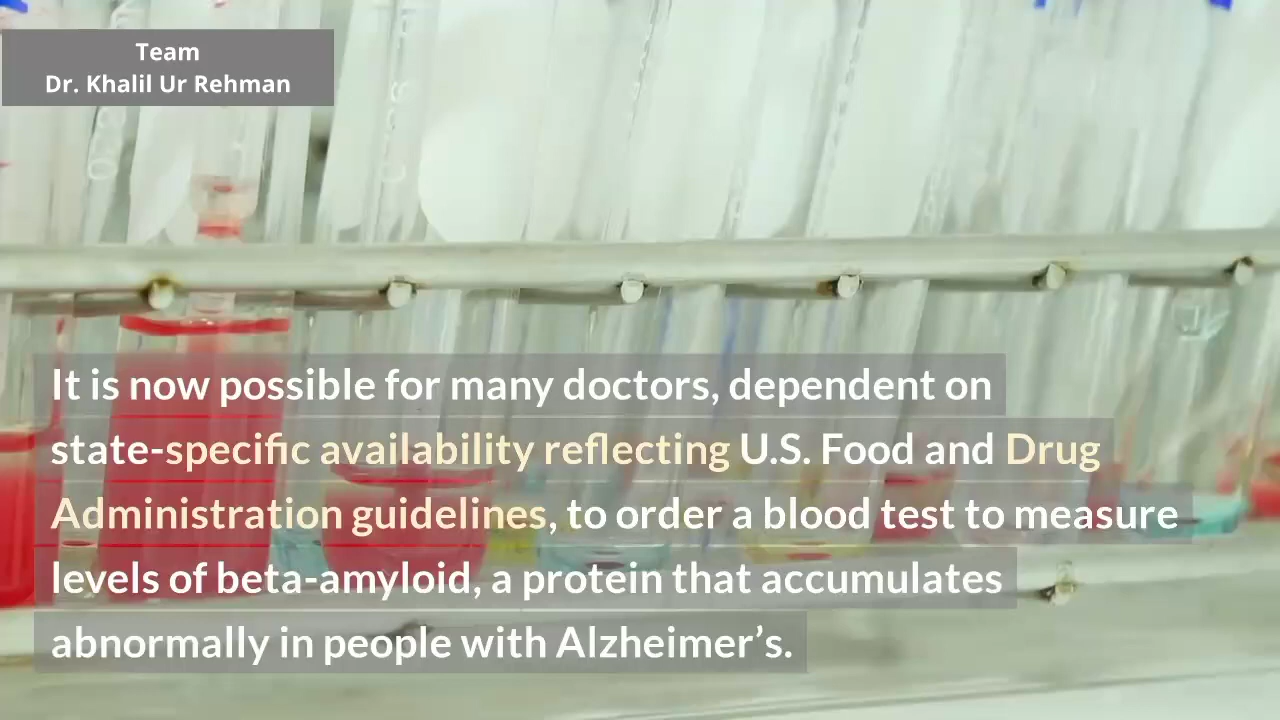 Team
Dr. Khalil Ur Rehman
It is now possible for many doctors, dependent on
state-specific availability reflecting U.S. Food and Drug
Administration guidelines, to order a blood test to measure
levels of beta-amyloid, a protein that accumulates
abnormally in people with Alzheimer’s.